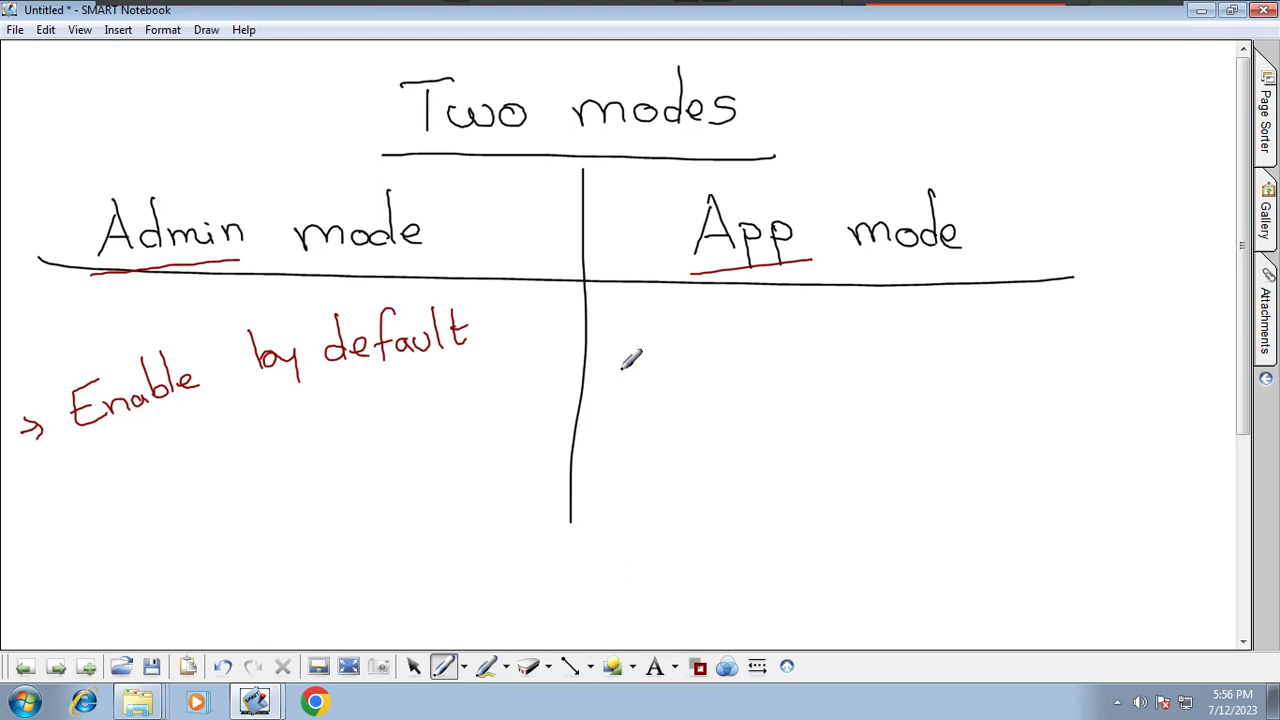 Untitled * - SMART Notebook
File Edit View Insert Format Draw Help
Two modes
Admin mode App mode
Enable by default
Page Sorter
Gallery
Attachments
A
5:56 PM
7/12/2023